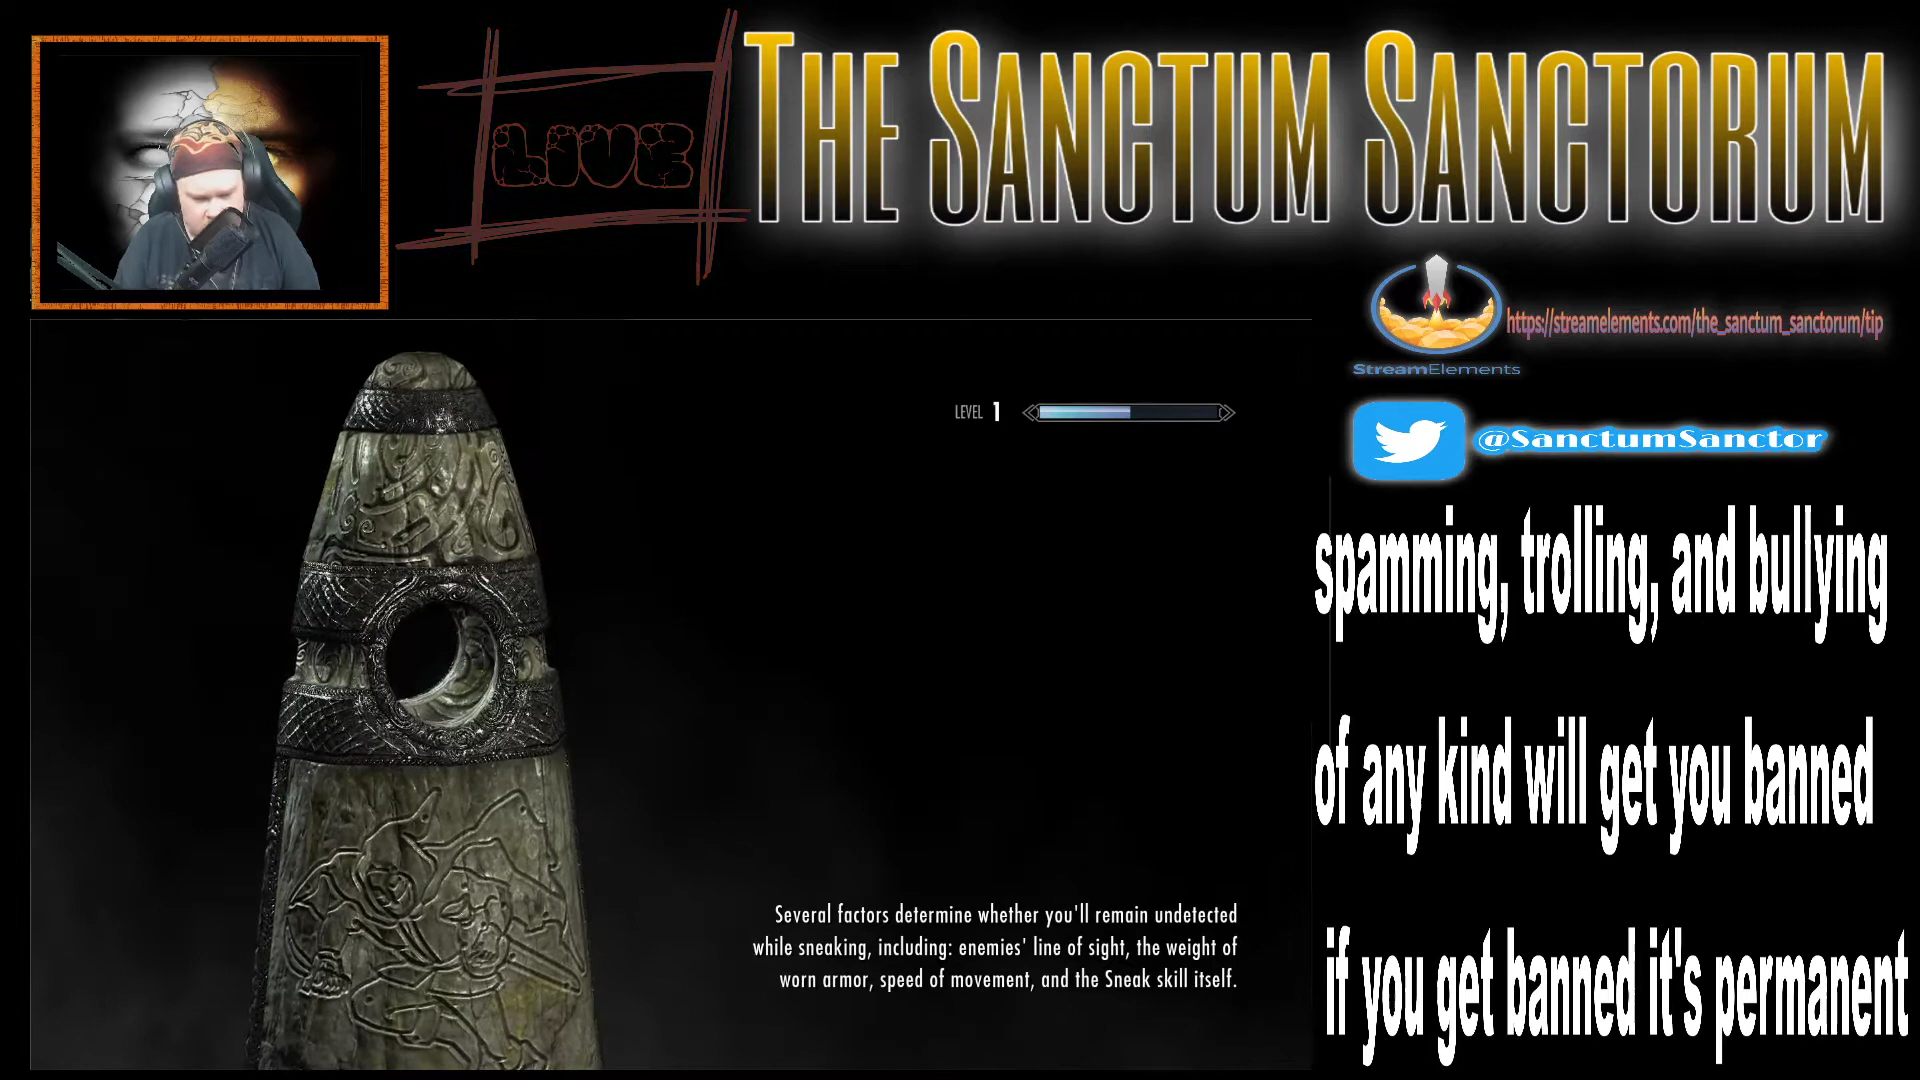 THE SANCTUM SANCTORUM
LIVE
https://streamelements.com/the_sanctum_sanctorum/tip
StreamElements
LEVEL 1
@SanctumSanctor
spamming, trolling, and bullying
of any kind will get you banned
if you get banned it's permanent
Several factors determine whether you'll remain undetected
while sneaking, including: enemies' line of sight, the weight of
worn armor, speed of movement, and the Sneak skill itself.